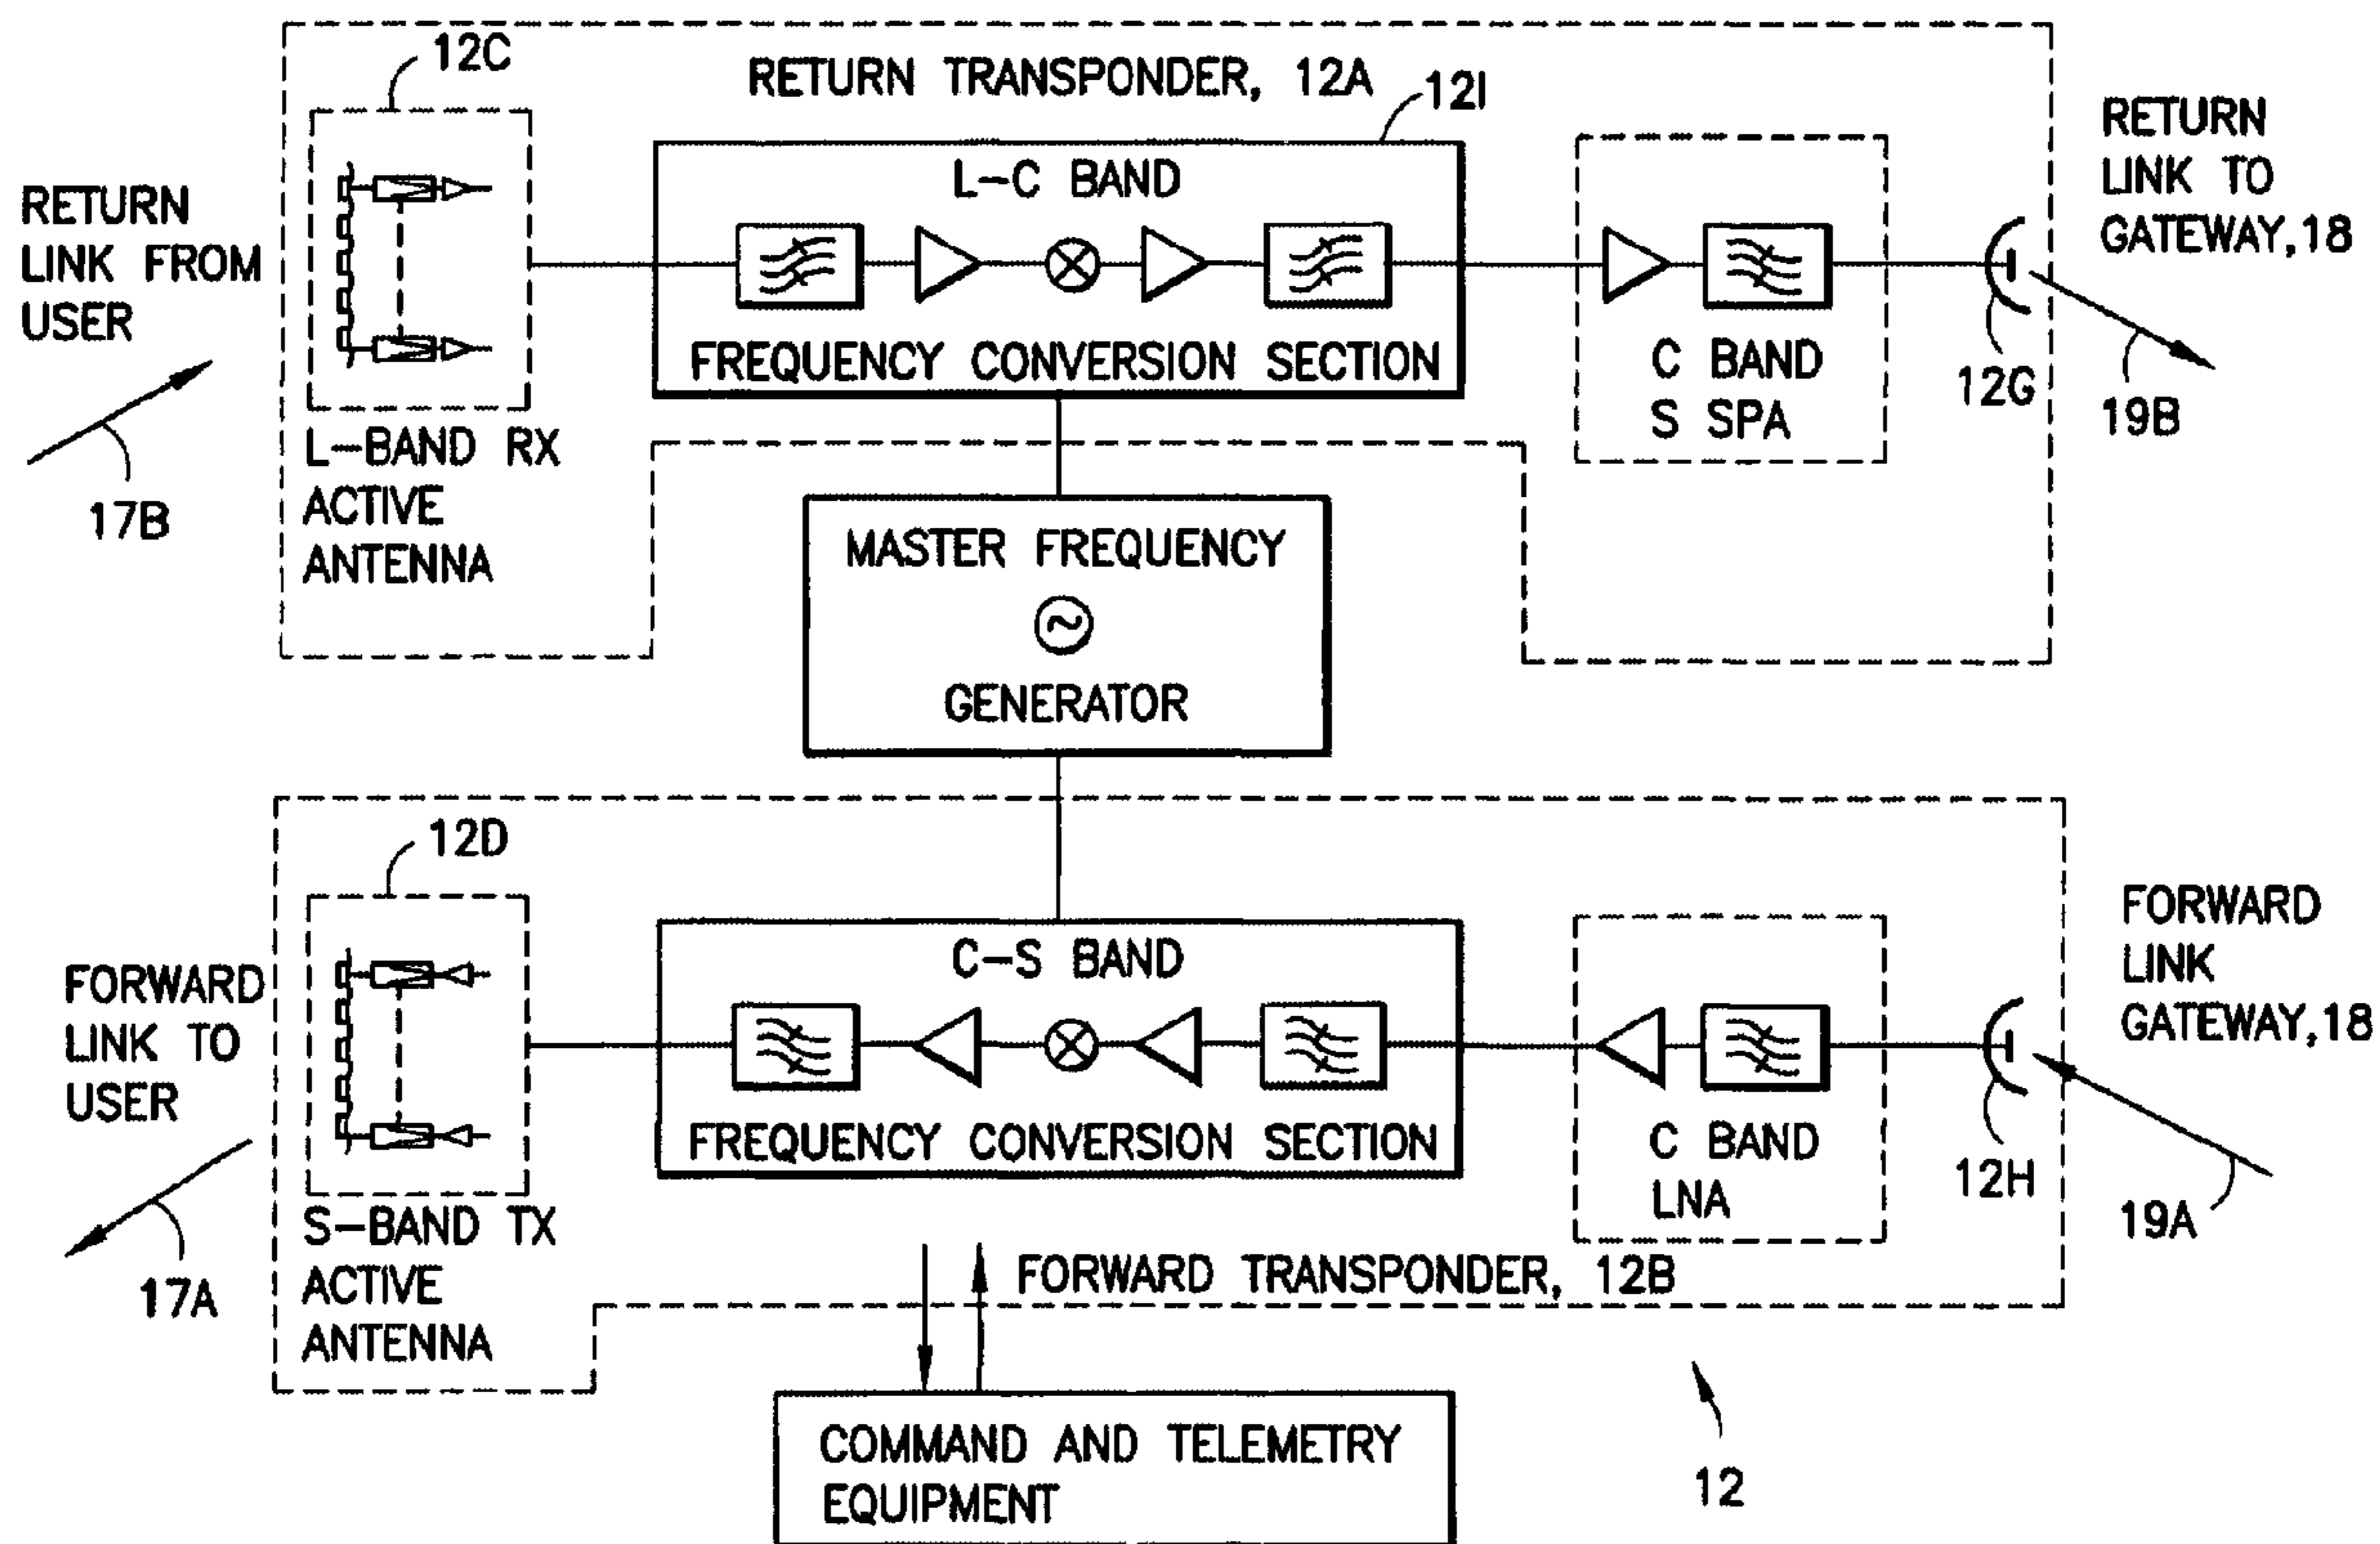 12C
RETURN TRANSPONDER, 12A
12I
RETURN
LINK FROM
USER
17B
L-BAND RX
ACTIVE
ANTENNA
L-C BAND
FREQUENCY CONVERSION SECTION
C BAND
S SPA
12G
RETURN
LINK TO
GATEWAY,18
19B
MASTER FREQUENCY
GENERATOR
12D
FORWARD
LINK TO
USER
17A
S-BAND TX
ACTIVE
ANTENNA
C-S BAND
FREQUENCY CONVERSION SECTION
C BAND
LNA
12H
FORWARD
LINK
GATEWAY,18
19A
FORWARD TRANSPONDER, 12B
COMMAND AND TELEMETRY
EQUIPMENT
12